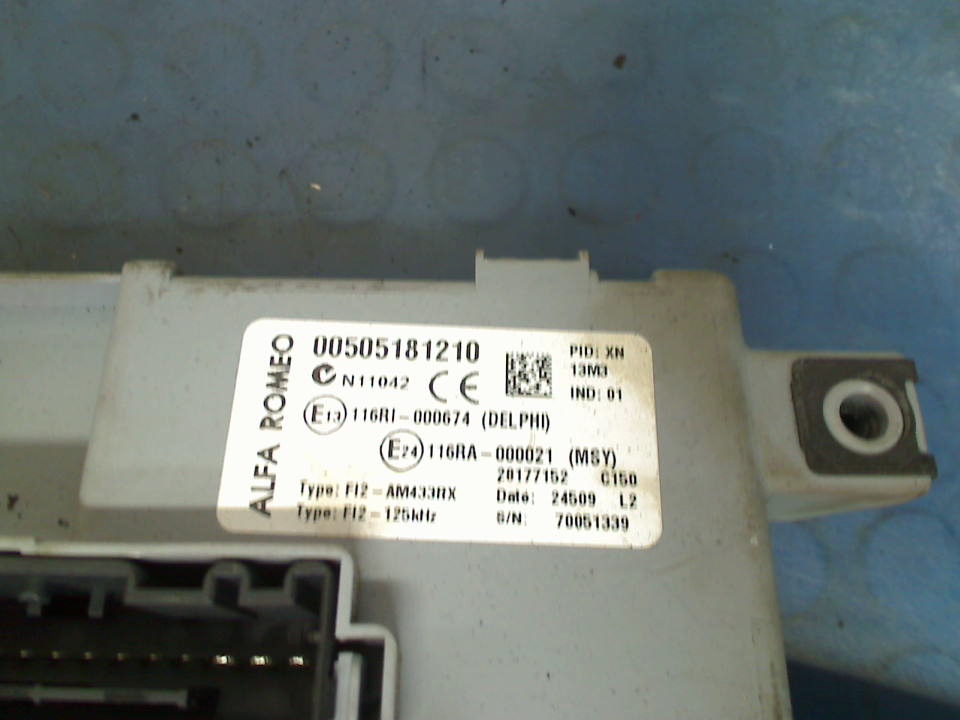 ALFA ROMEO
00505181210
PID: XN
N11042 CE
13M3
IND: 01
E13 116RI-000674 (DELPHI)
E24 116RA-000021 (MSY)
28177152 C150
Type: FI2-AM433RX Date: 24509 L2
Type: FI2-125kHz S/N: 70051339